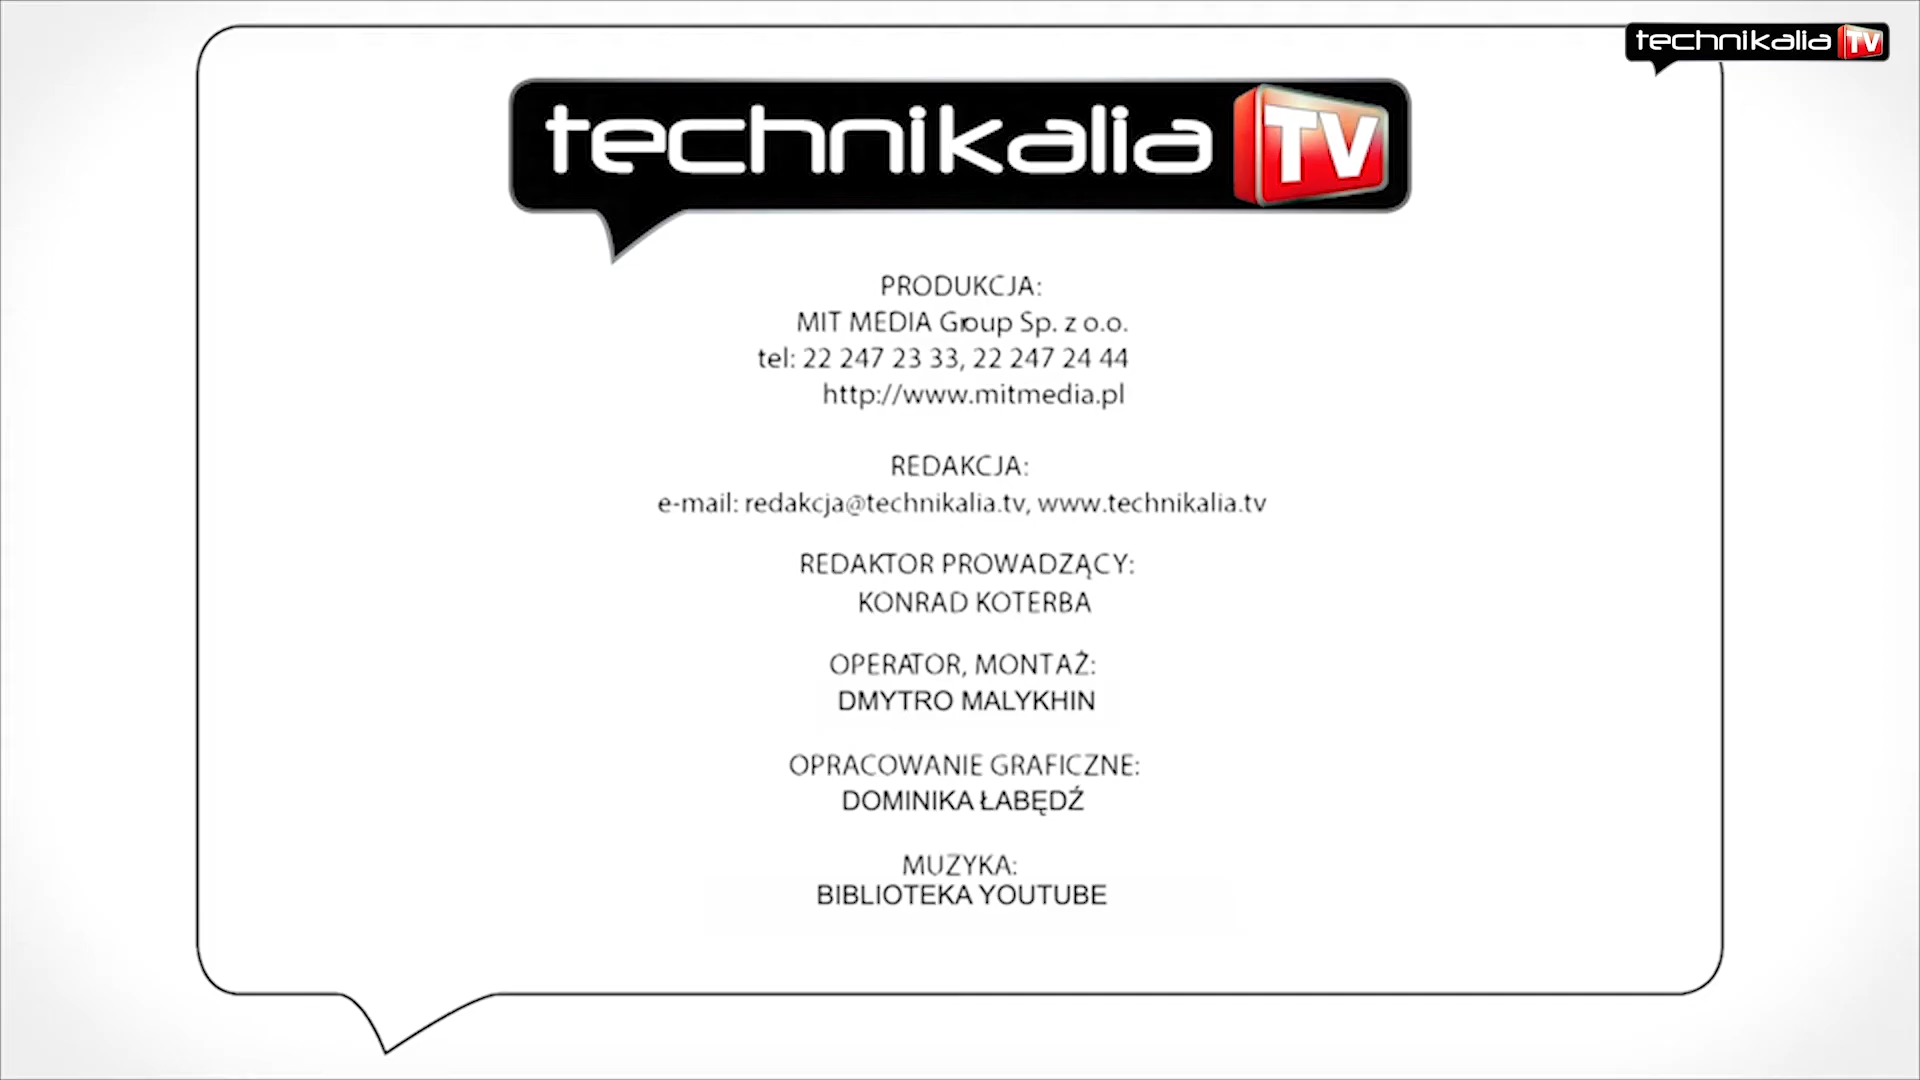 technikalia TV
technikalia TV
PRODUKCJA:
MIT MEDIA Group Sp. z o.o.
tel: 22 247 23 33, 22 247 24 44
http://www.mitmedia.pl
REDAKCJA:
e-mail: redakcja@technikalia.tv, www.technikalia.tv
REDAKTOR PROWADZĄCY:
KONRAD KOTERBA
OPERATOR, MONTAŻ:
DMYTRO MALYKHIN
OPRACOWANIE GRAFICZNE:
DOMINIKA ŁABĘDŹ
MUZYKA:
BIBLIOTEKA YOUTUBE